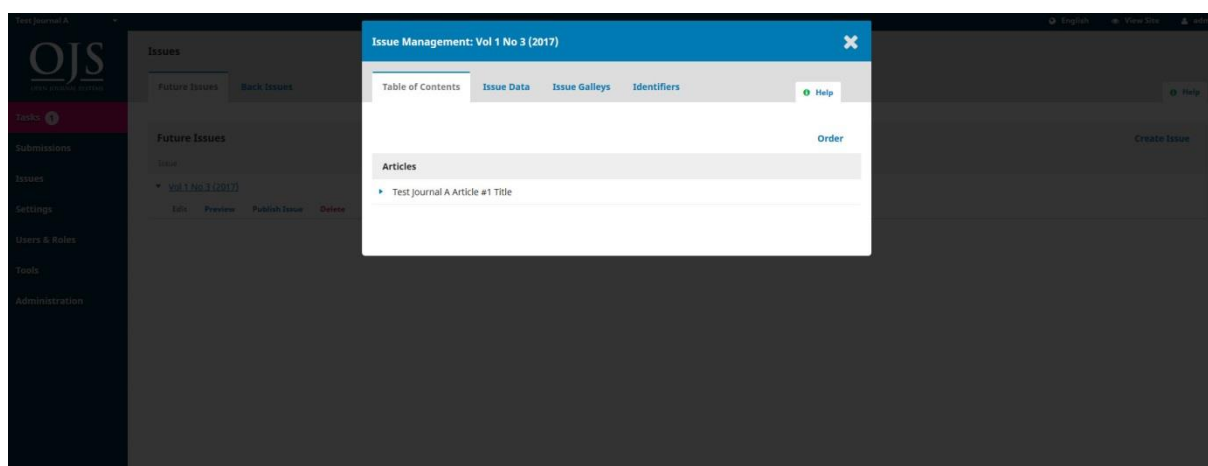 Test Journal A
English View Site
OJS
OPEN JOURNAL SYSTEMS
Tasks 1
Submissions
Issues
Settings
Users & Roles
Tools
Administration
Issues
Future Issues Back Issues
Help
Future Issues
Create Issue
Issue
Vol 1 No 3 (2017)
Edit Preview Publish Issue Delete
Issue Management: Vol 1 No 3 (2017)
Table of Contents Issue Data Issue Galleys Identifiers
Help
Order
Articles
Test Journal A Article #1 Title